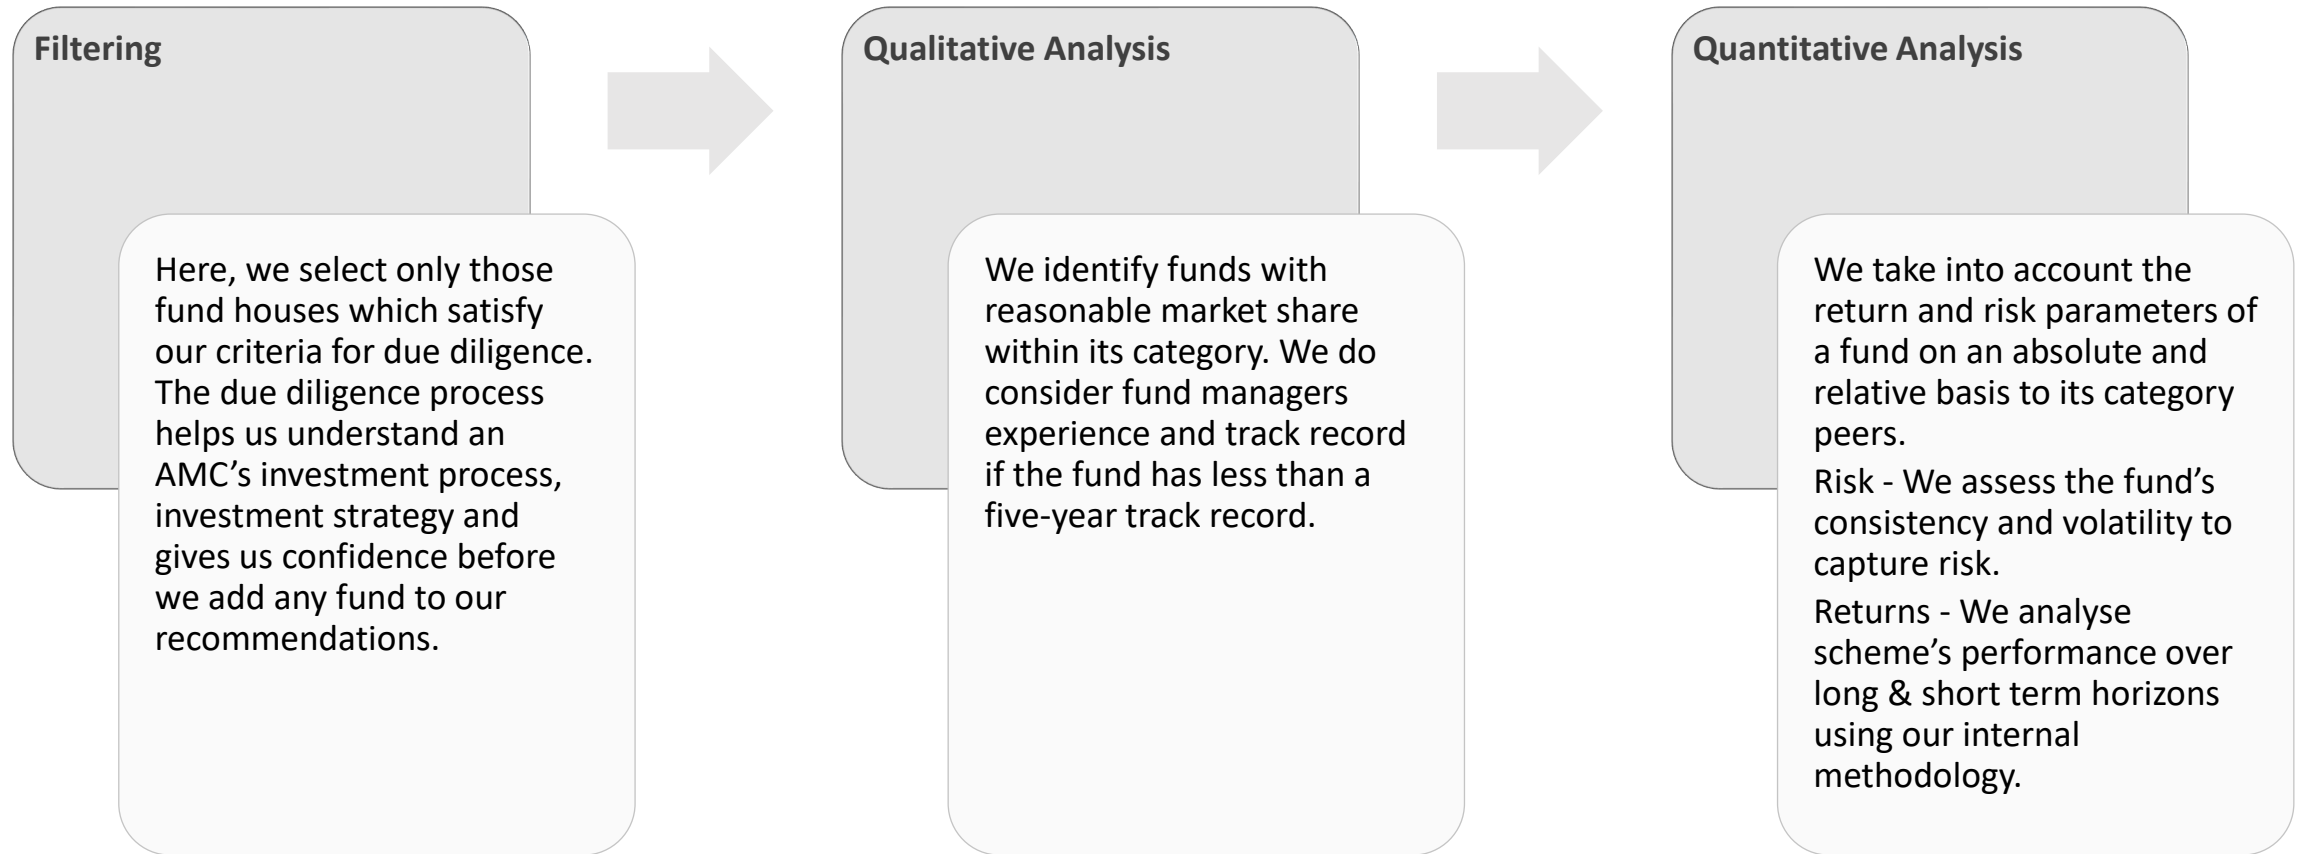 Filtering
Here, we select only those
fund houses which satisfy
our criteria for due diligence.
The due diligence process
helps us understand an
AMC’s investment process,
investment strategy and
gives us confidence before
we add any fund to our
recommendations.
Qualitative Analysis
We identify funds with
reasonable market share
within its category. We do
consider fund managers
experience and track record
if the fund has less than a
five-year track record.
Quantitative Analysis
We take into account the
return and risk parameters of
a fund on an absolute and
relative basis to its category
peers.
Risk - We assess the fund’s
consistency and volatility to
capture risk.
Returns - We analyse
scheme’s performance over
long & short term horizons
using our internal
methodology.